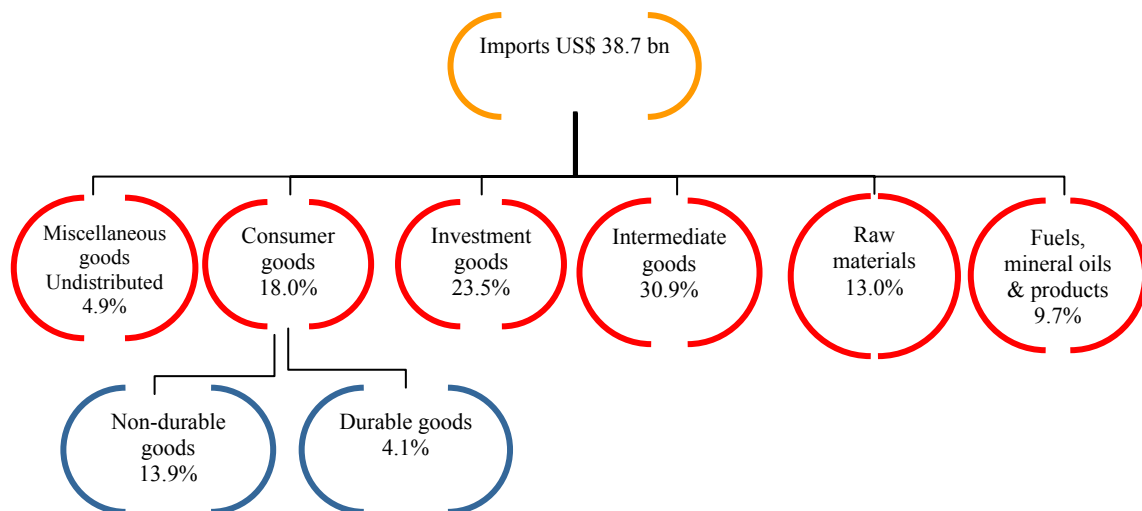 Imports US$ 38.7 bn
Miscellaneous
goods
Undistributed
4.9%
Consumer
goods
18.0%
Investment
goods
23.5%
Intermediate
goods
30.9%
Raw
materials
13.0%
Fuels,
mineral oils
& products
9.7%
Non-durable
goods
13.9%
Durable goods
4.1%